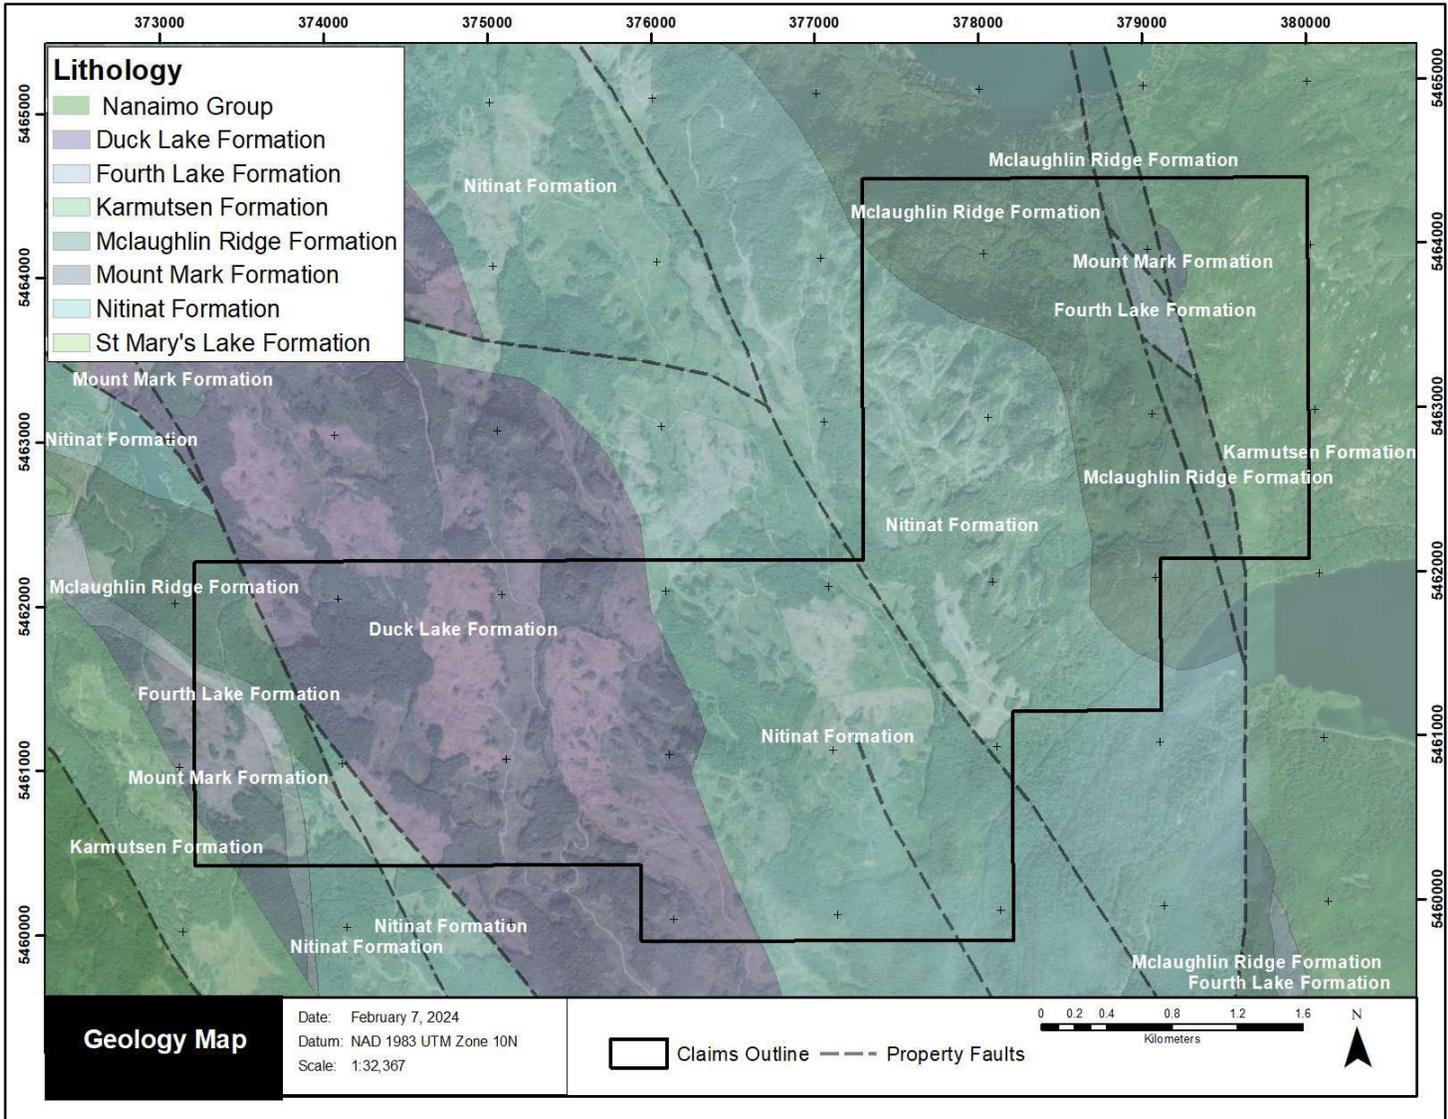 373000 374000 375000 376000 377000 378000 379000 380000
Lithology
Nanaimo Group
Duck Lake Formation
Fourth Lake Formation
Karmutsen Formation
Mclaughlin Ridge Formation
Mount Mark Formation
Nitinat Formation
St Mary's Lake Formation
5465000
5464000
5463000
5462000
5461000
5460000
5465000
5464000
5463000
5462000
5461000
5460000
Mclaughlin Ridge Formation
Nitinat Formation
Mclaughlin Ridge Formation
Mount Mark Formation
Fourth Lake Formation
Mount Mark Formation
Nitinat Formation
Karmutsen Formation
Mclaughlin Ridge Formation
Nitinat Formation
Mclaughlin Ridge Formation
Duck Lake Formation
Fourth Lake Formation
Nitinat Formation
Mount Mark Formation
Karmutsen Formation
Nitinat Formation
Nitinat Formation
Mclaughlin Ridge Formation
Fourth Lake Formation
Geology Map
Date: February 7, 2024
Datum: NAD 1983 UTM Zone 10N
Scale: 1:32,367
Claims Outline
Property Faults
0 0.2 0.4 0.8 1.2 1.6
Kilometers
N